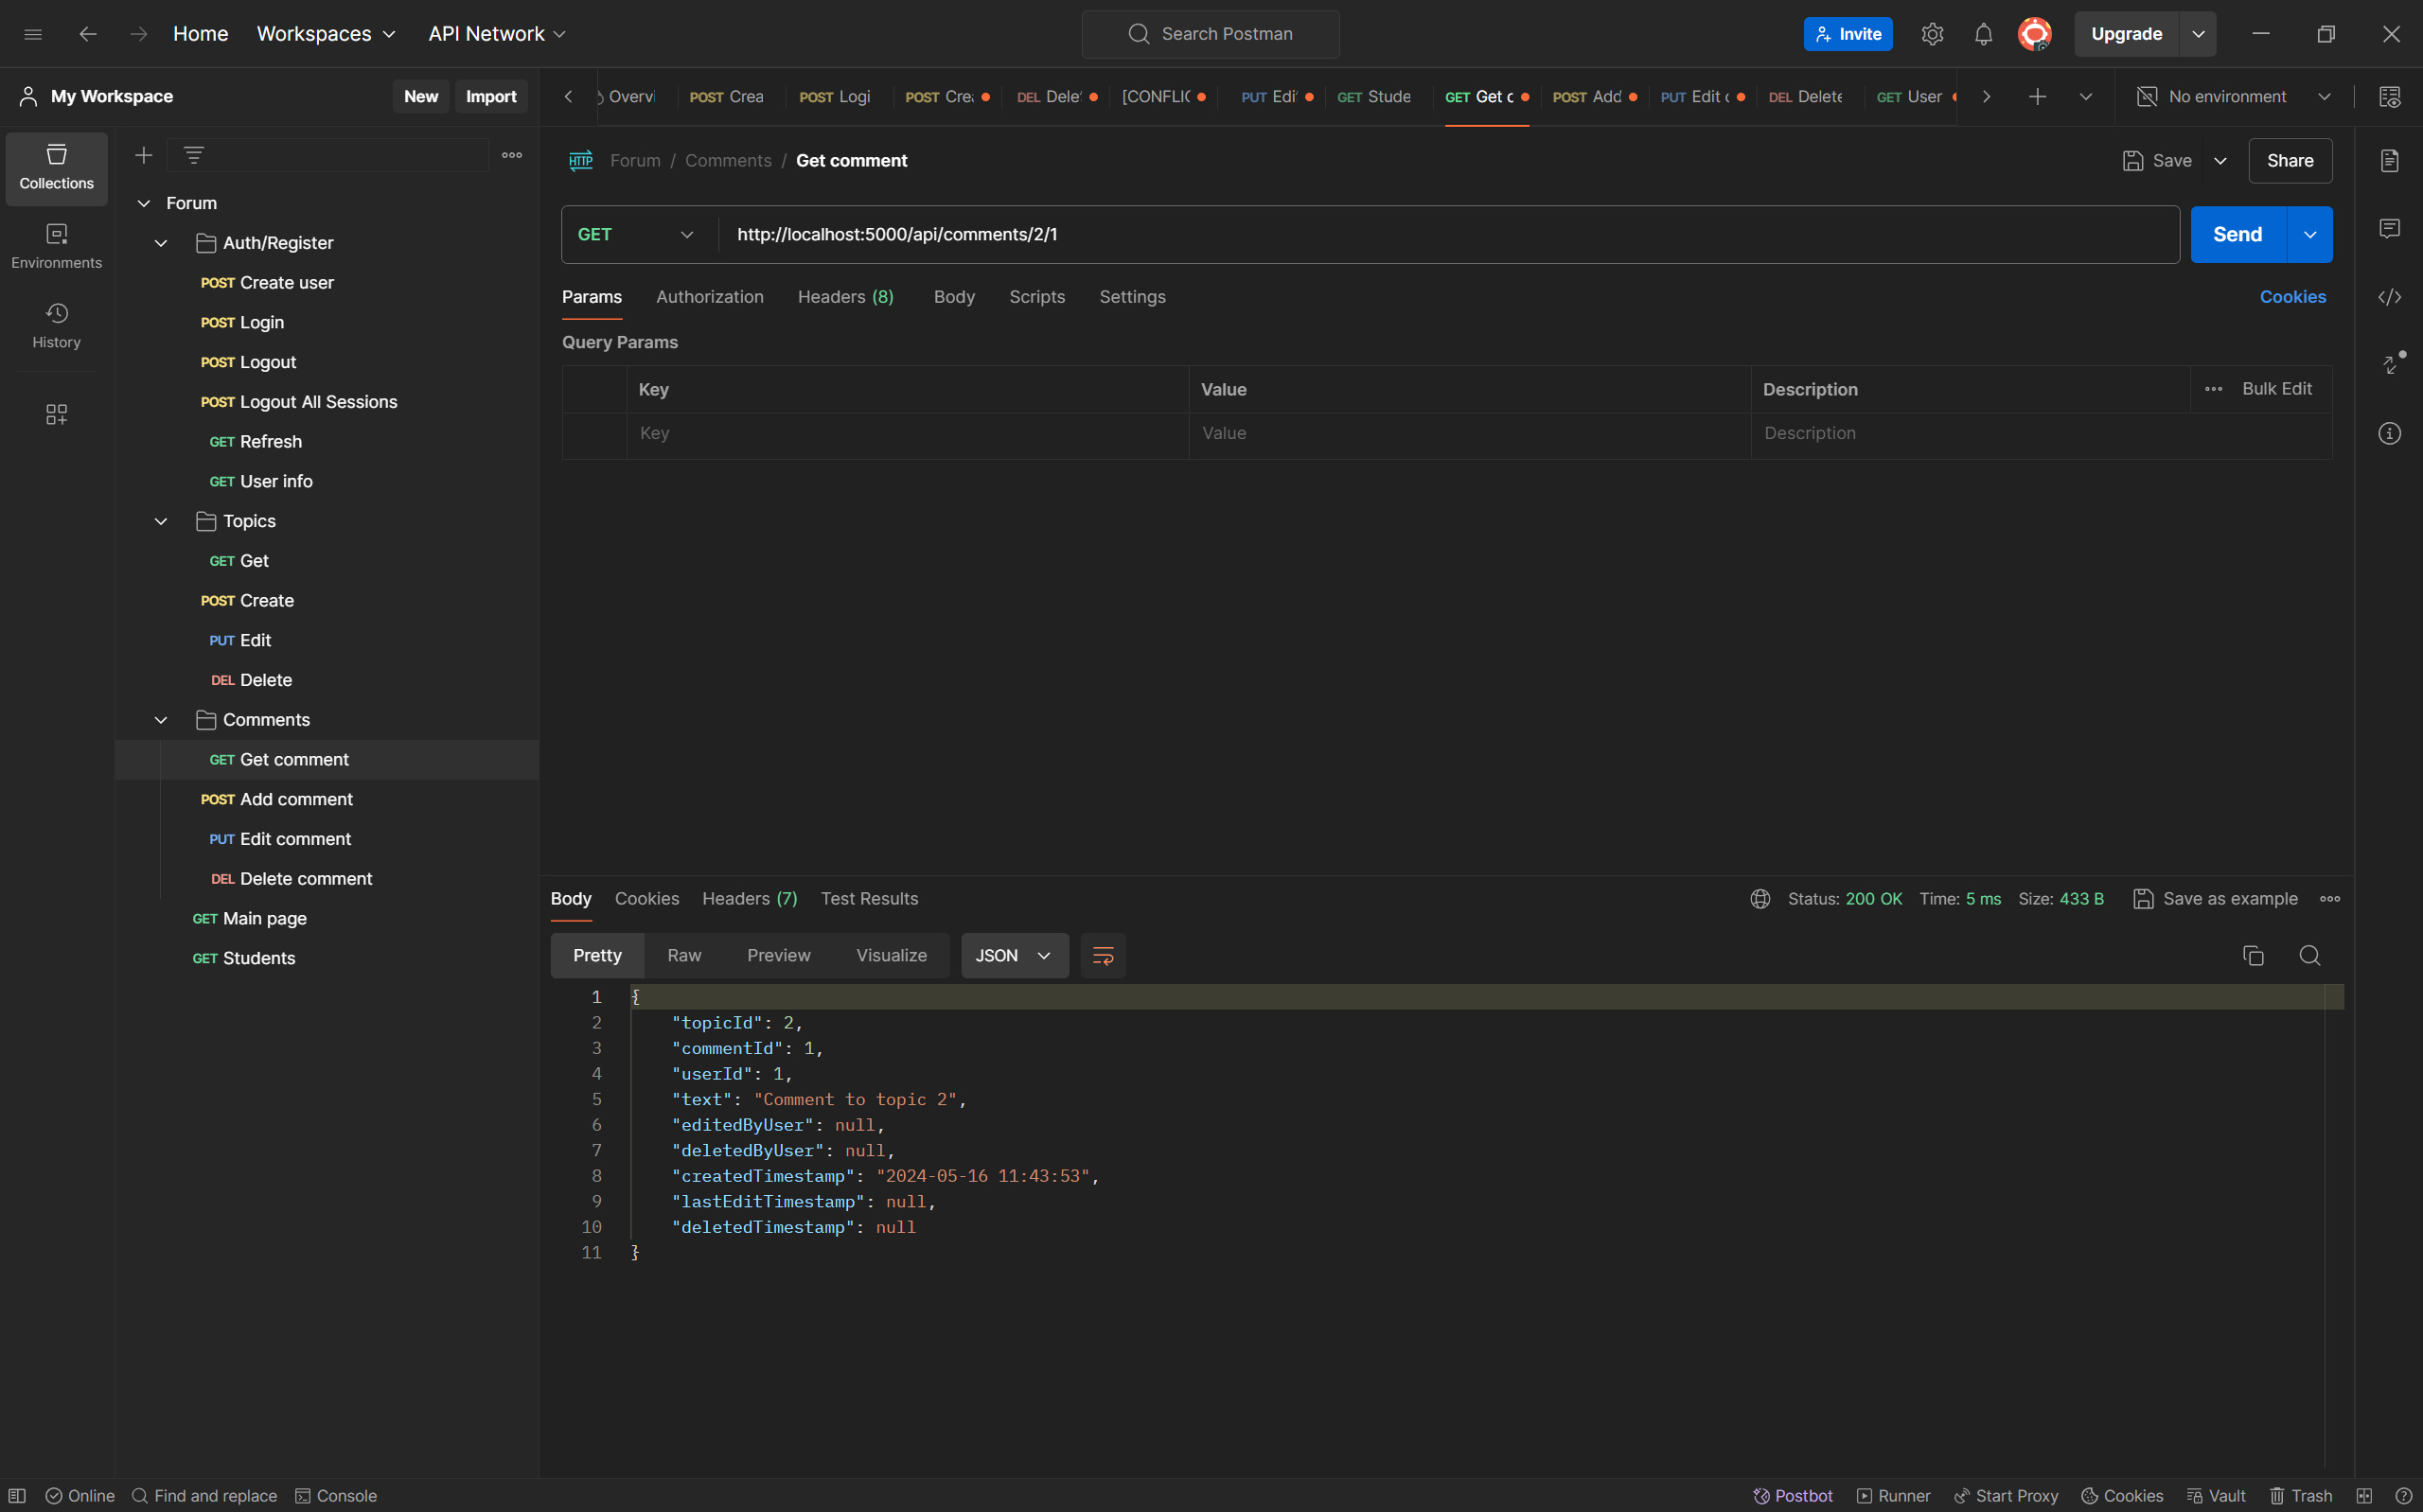 Home Workspaces API Network Search Postman Invite Upgrade
My Workspace New Import Overvi POST Crea POST Logi POST Cre DEL Dele [CONFLIC PUT Edi GET Stude GET Get c POST Add PUT Edit c DEL Delete GET User No environment
Collections
Environments
History
Forum
Auth/Register
POST Create user
POST Login
POST Logout
POST Logout All Sessions
GET Refresh
GET User info
Topics
GET Get
POST Create
PUT Edit
DEL Delete
Comments
GET Get comment
POST Add comment
PUT Edit comment
DEL Delete comment
GET Main page
GET Students
HTTP Forum / Comments / Get comment Save Share
GET http://localhost:5000/api/comments/2/1 Send
Params Authorization Headers (8) Body Scripts Settings Cookies
Query Params
Key Value Description Bulk Edit
Key Value Description
Body Cookies Headers (7) Test Results Status: 200 OK Time: 5 ms Size: 433 B Save as example
Pretty Raw Preview Visualize JSON
1 {
2 "topicId": 2,
3 "commentId": 1,
4 "userId": 1,
5 "text": "Comment to topic 2",
6 "editedByUser": null,
7 "deletedByUser": null,
8 "createdTimestamp": "2024-05-16 11:43:53",
9 "lastEditTimestamp": null,
10 "deletedTimestamp": null
11 }
Online Find and replace Console Postbot Runner Start Proxy Cookies Vault Trash